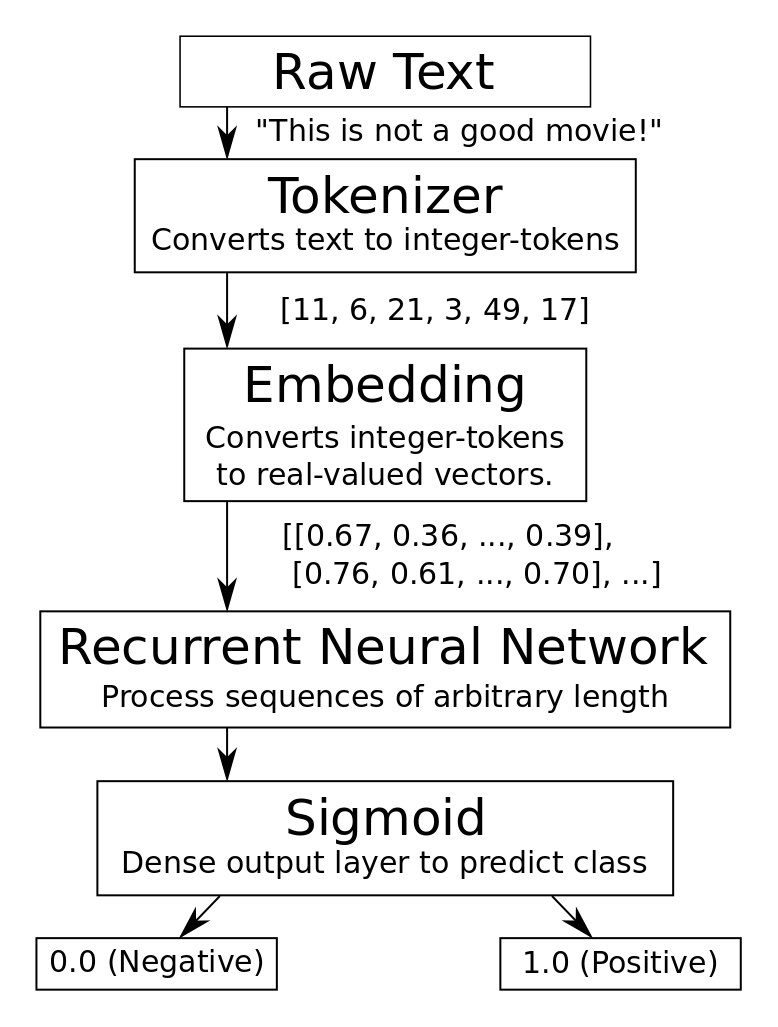 Raw Text
"This is not a good movie!"
Tokenizer
Converts text to integer-tokens
[11, 6, 21, 3, 49, 17]
Embedding
Converts integer-tokens
to real-valued vectors.
[[0.67, 0.36, ..., 0.39],
[0.76, 0.61, ..., 0.70], ...]
Recurrent Neural Network
Process sequences of arbitrary length
Sigmoid
Dense output layer to predict class
0.0 (Negative)
1.0 (Positive)